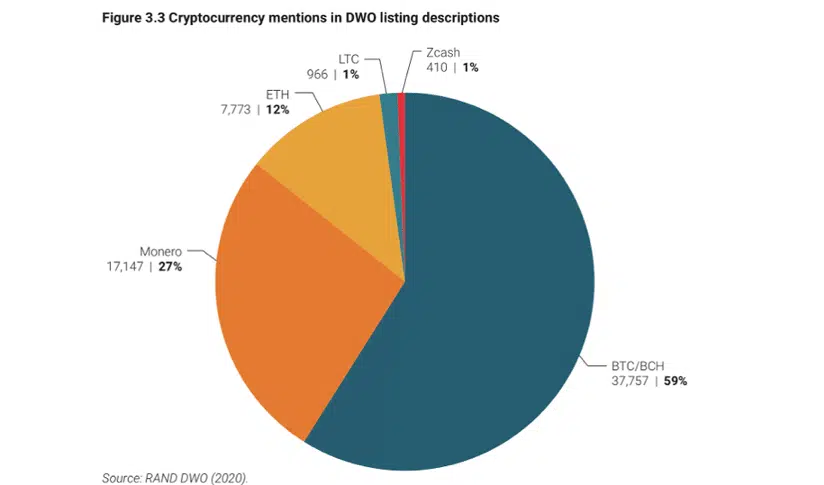 Figure 3.3 Cryptocurrency mentions in DWO listing descriptions
Zcash
410 | 1%
LTC
966 | 1%
ETH
7,773 | 12%
Monero
17,147 | 27%
BTC/BCH
37,757 | 59%
Source: RAND DWO (2020).